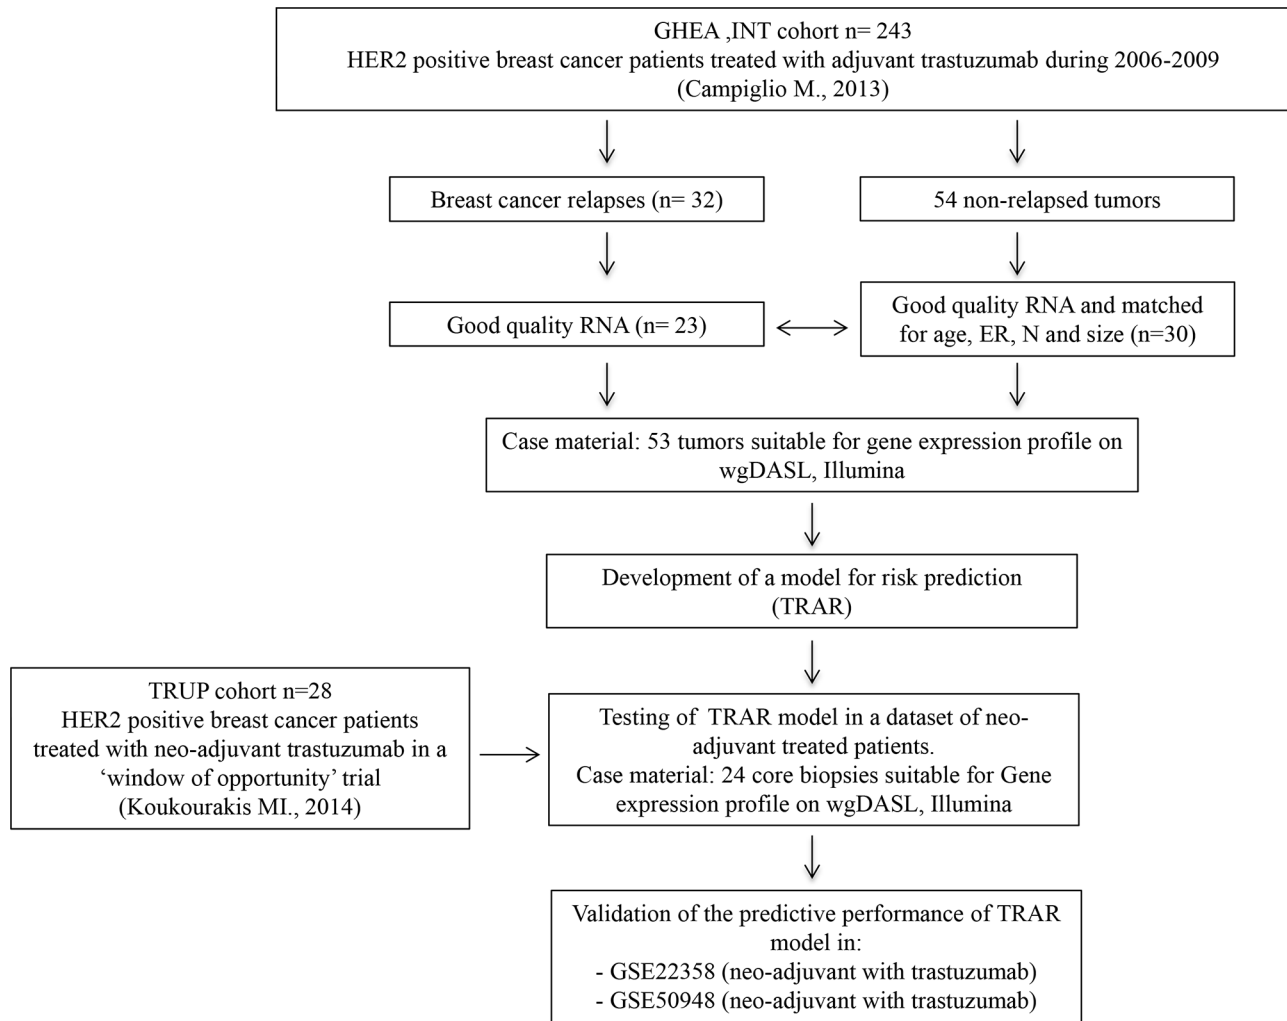 GHEA ,INT cohort n= 243
HER2 positive breast cancer patients treated with adjuvant trastuzumab during 2006-2009
(Campiglio M., 2013)
Breast cancer relapses (n= 32)
54 non-relapsed tumors
Good quality RNA (n= 23)
Good quality RNA and matched
for age, ER, N and size (n=30)
Case material: 53 tumors suitable for gene expression profile on
wgDASL, Illumina
Development of a model for risk prediction
(TRAR)
TRUP cohort n=28
HER2 positive breast cancer patients
treated with neo-adjuvant trastuzumab in a
‘window of opportunity’ trial
(Koukourakis MI., 2014)
Testing of TRAR model in a dataset of neo-
adjuvant treated patients.
Case material: 24 core biopsies suitable for Gene
expression profile on wgDASL, Illumina
Validation of the predictive performance of TRAR
model in:
- GSE22358 (neo-adjuvant with trastuzumab)
- GSE50948 (neo-adjuvant with trastuzumab)